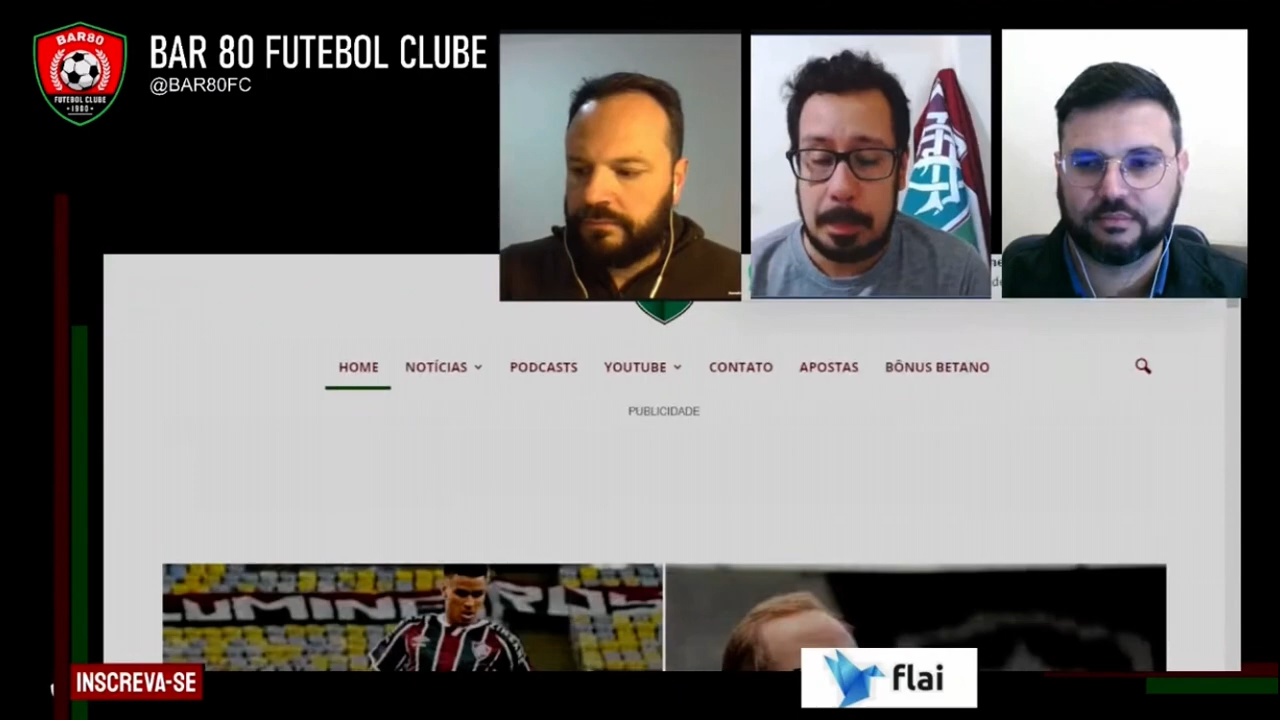 BAR80
FUTEBOL CLUBE
1980
BAR 80 FUTEBOL CLUBE
@BAR80FC
HOME
NOTÍCIAS
PODCASTS
YOUTUBE
CONTATO
APOSTAS
BÔNUS BETANO
PUBLICIDADE
INSCREVA-SE
flai